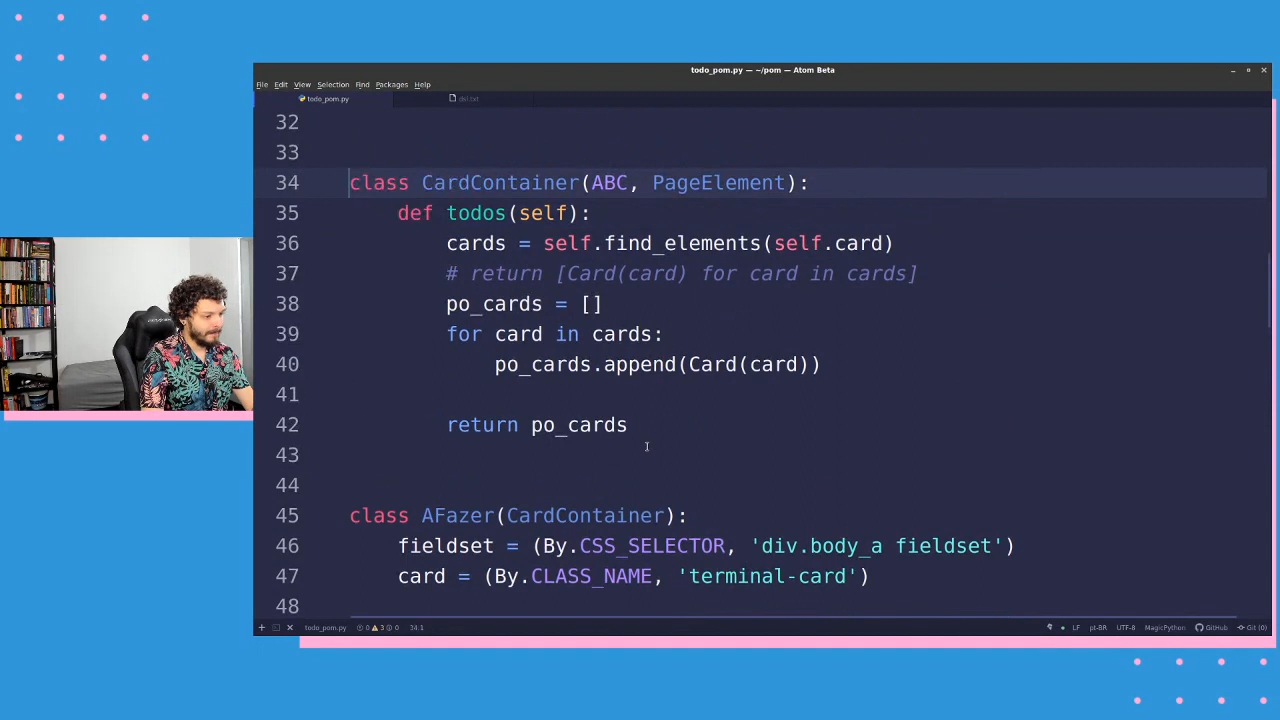 todo_pom.py — ~/pom — Atom Beta
File Edit View Selection Find Packages Help
todo_pom.py
del.txt
32
33
34 class CardContainer(ABC, PageElement):
35 def todos(self):
36 cards = self.find_elements(self.card)
37 # return [Card(card) for card in cards]
38 po_cards = []
39 for card in cards:
40 po_cards.append(Card(card))
41
42 return po_cards
43
44
45 class AFazer(CardContainer):
46 fieldset = (By.CSS_SELECTOR, 'div.body_a fieldset')
47 card = (By.CLASS_NAME, 'terminal-card')
48
todo_pom.py 0 3 0 34:1 LF pt-BR UTF-8 MagicPython GitHub Git (0)